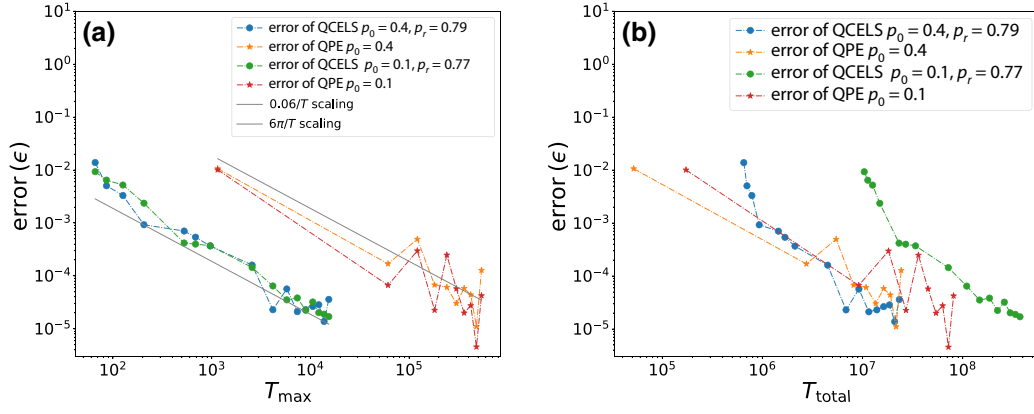 (a)
error of QCELS p₀ = 0.4, pᵣ = 0.79
error of QPE p₀ = 0.4
error of QCELS p₀ = 0.1, pᵣ = 0.77
error of QPE p₀ = 0.1
0.06/T scaling
6π/T scaling
10¹
10⁰
10⁻¹
10⁻²
10⁻³
10⁻⁴
10⁻⁵
error (ϵ)
10²
10³
10⁴
10⁵
T_max
(b)
error of QCELS p₀ = 0.4, pᵣ = 0.79
error of QPE p₀ = 0.4
error of QCELS p₀ = 0.1, pᵣ = 0.77
error of QPE p₀ = 0.1
10¹
10⁰
10⁻¹
10⁻²
10⁻³
10⁻⁴
10⁻⁵
error (ϵ)
10⁵
10⁶
10⁷
10⁸
T_total